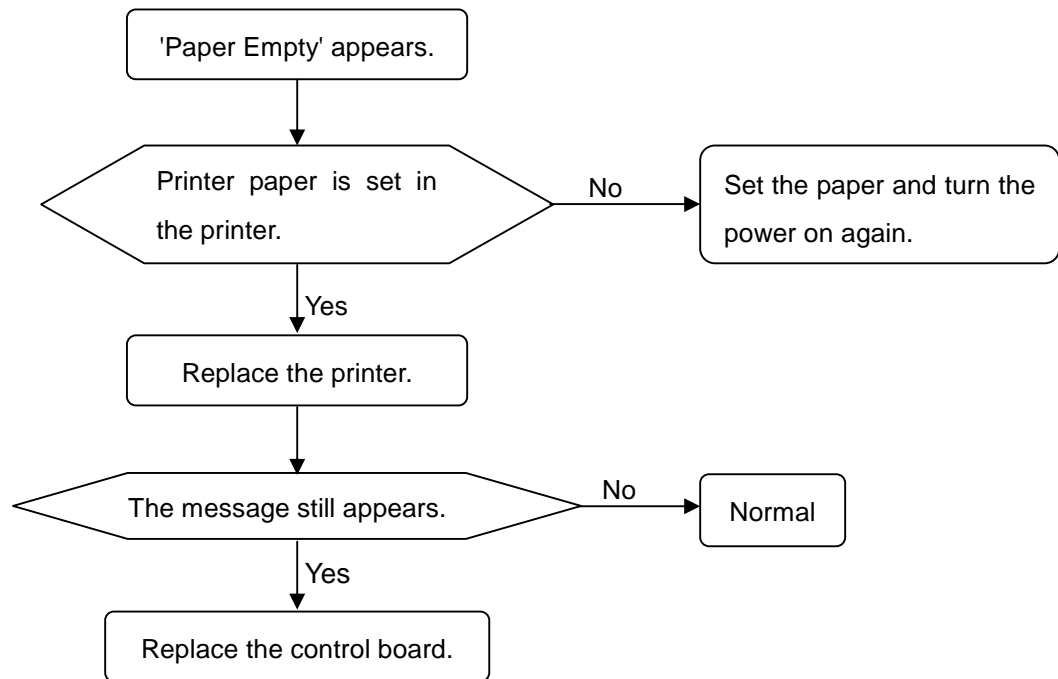 'Paper Empty' appears.
Printer paper is set in
the printer.
No
Set the paper and turn the
power on again.
Yes
Replace the printer.
The message still appears.
No
Normal
Yes
Replace the control board.